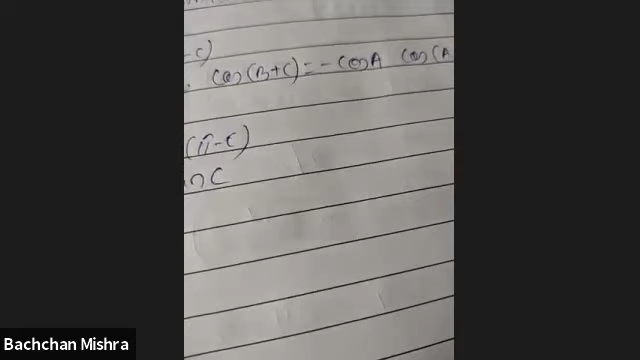 -C)
cos(B+C)=-cosA cos(A
(π-C)
nC
Bachchan Mishra